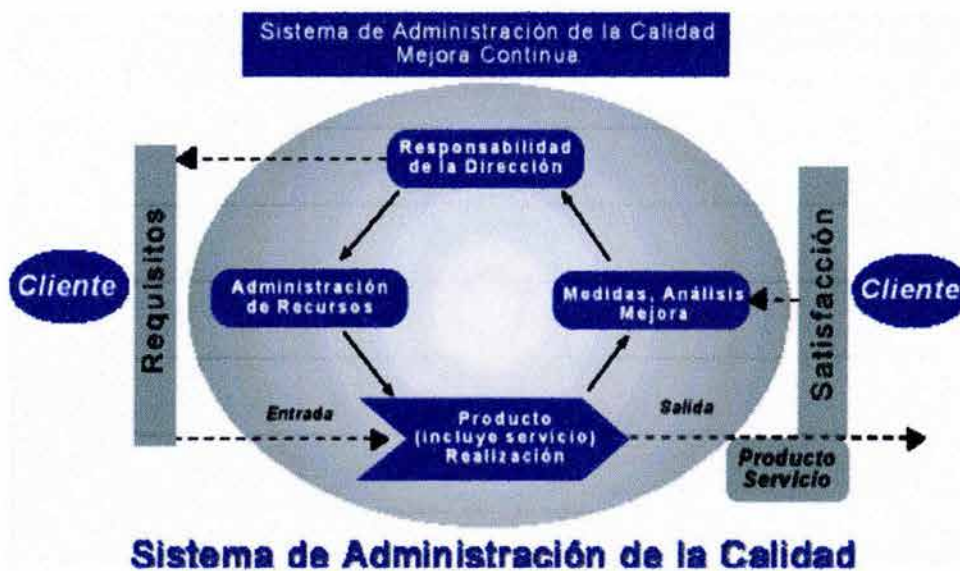 Sistema de Administración de la Calidad
Mejora Continua
Responsabilidad
de la Dirección
Requisitos
Cliente
Administración
de Recursos
Medidas, Análisis
Mejora
Satisfacción
Cliente
Entrada
Producto
(incluye servicio)
Realización
Salida
Producto
Servicio
Sistema de Administración de la Calidad